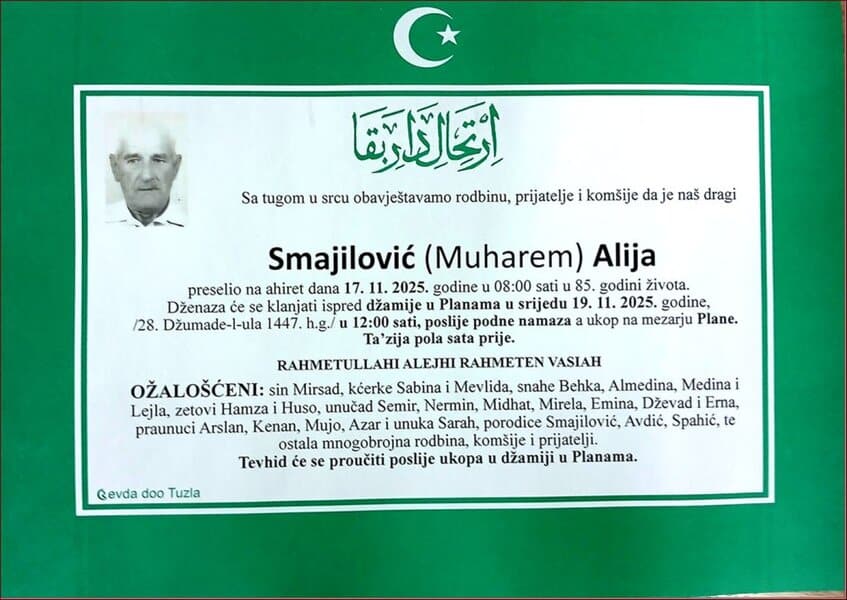 اِرْتِحَالِ دَارِ بَقَا
Sa tugom u srcu obavještavamo rodbinu, prijatelje i komšije da je naš dragi
Smajilović (Muharem) Alija
preselio na ahiret dana 17. 11. 2025. godine u 08:00 sati u 85. godini života.
Dženaza će se klanjati ispred džamije u Planama u srijedu 19. 11. 2025. godine,
/28. Džumade-l-ula 1447. h.g./ u 12:00 sati, poslije podne namaza a ukop na mezarju Plane.
Ta'zija pola sata prije.
RAHMETULLAHI ALEJHI RAHMETEN VASIAH
OŽALOŠĆENI: sin Mirsad, kćerke Sabina i Mevlida, snahe Behka, Almedina, Medina i
Lejla, zetovi Hamza i Huso, unučad Semir, Nermin, Midhat, Mirela, Emina, Dževad i Erna,
praunuci Arslan, Kenan, Mujo, Azar i unuka Sarah, porodice Smajilović, Avdić, Spahić, te
ostala mnogobrojna rodbina, komšije i prijatelji.
Tevhid će se proučiti poslije ukopa u džamiji u Planama.
Cevda doo Tuzla